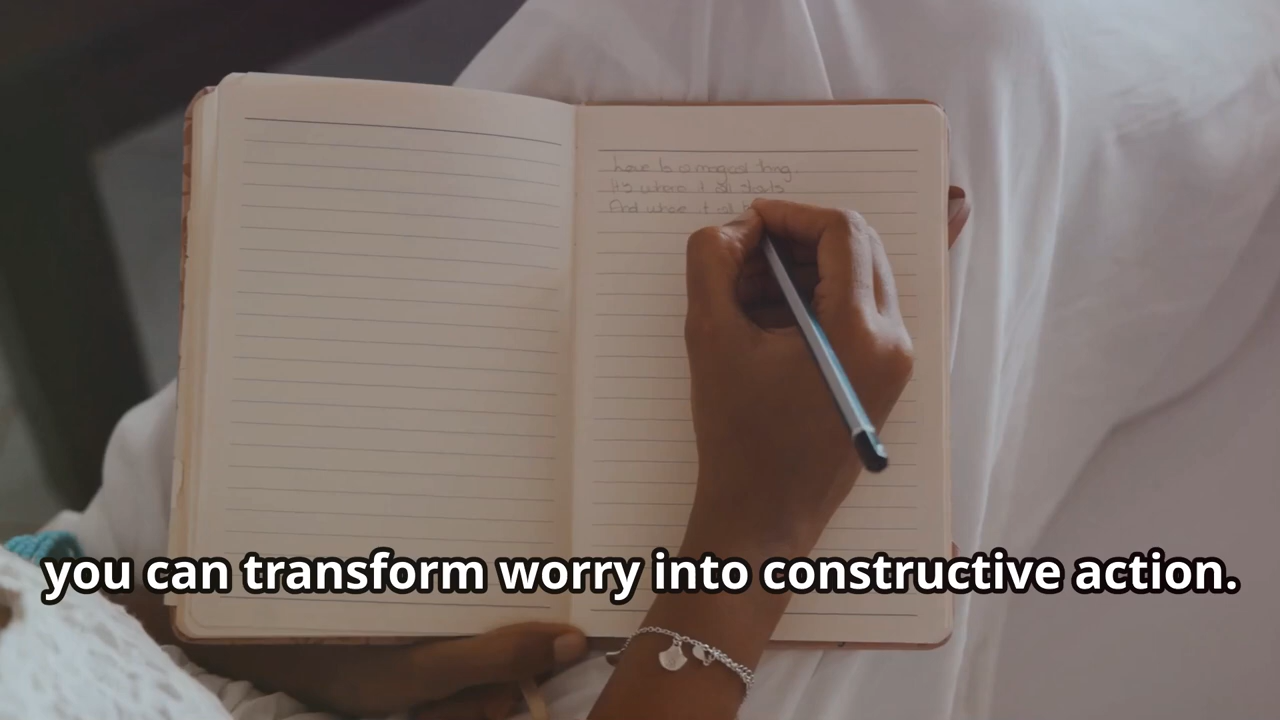 Love Is a magical thing.
It's where it all starts
And where it all
you can transform worry into constructive action.